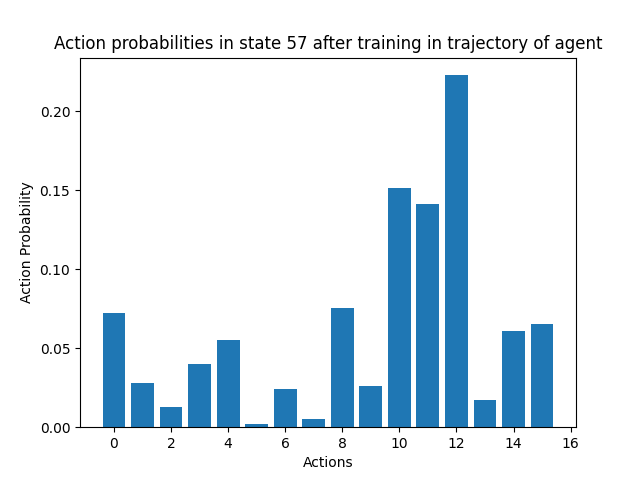 Action probabilities in state 57 after training in trajectory of agent
0.20
0.15
0.10
0.05
0.00
Action Probability
0 2 4 6 8 10 12 14 16
Actions